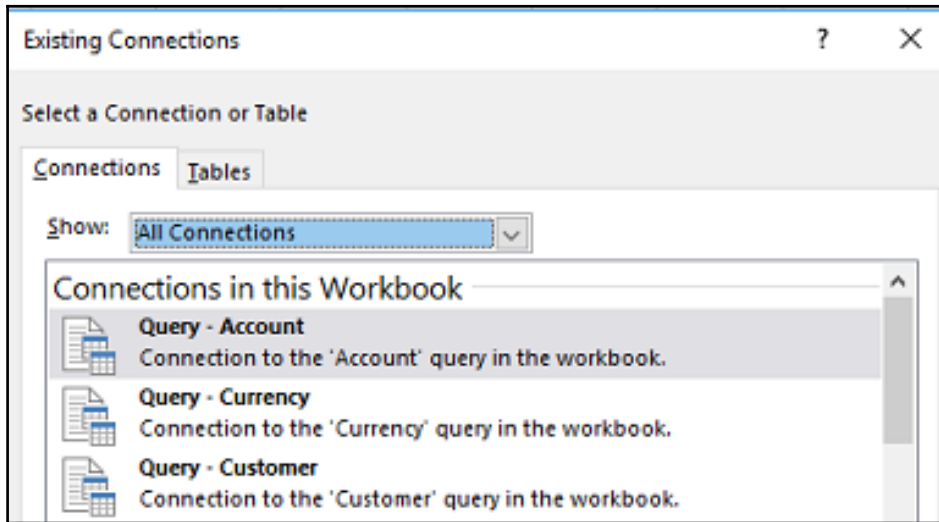 Existing Connections ? ×
Select a Connection or Table
Connections Tables
Show: All Connections
Connections in this Workbook
Query - Account
Connection to the 'Account' query in the workbook.
Query - Currency
Connection to the 'Currency' query in the workbook.
Query - Customer
Connection to the 'Customer' query in the workbook.